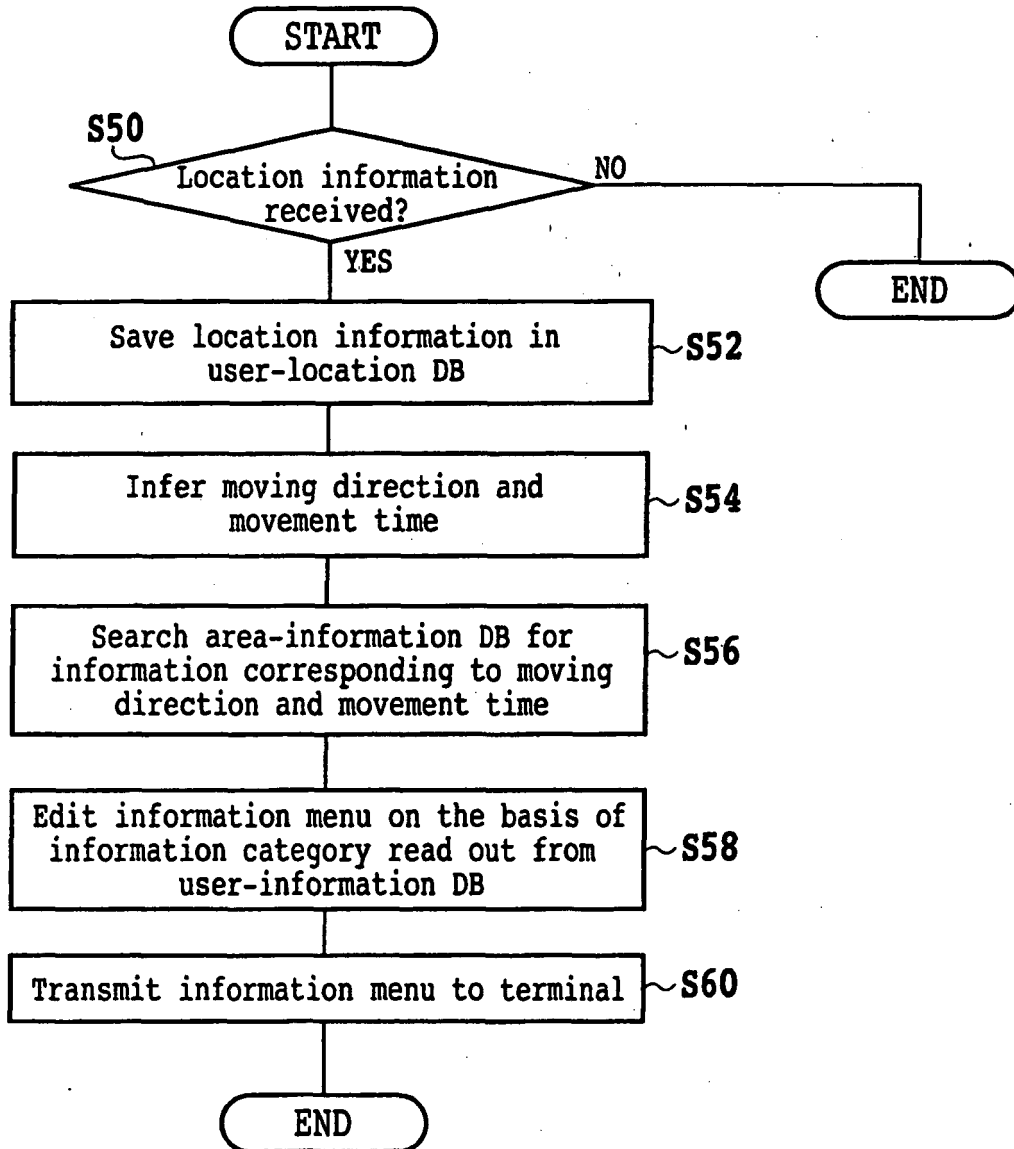 START
S50
Location information
received?
NO
YES
END
Save location information in
user-location DB
S52
Infer moving direction and
movement time
S54
Search area-information DB for
information corresponding to moving
direction and movement time
S56
Edit information menu on the basis of
information category read out from
user-information DB
S58
Transmit information menu to terminal
S60
END